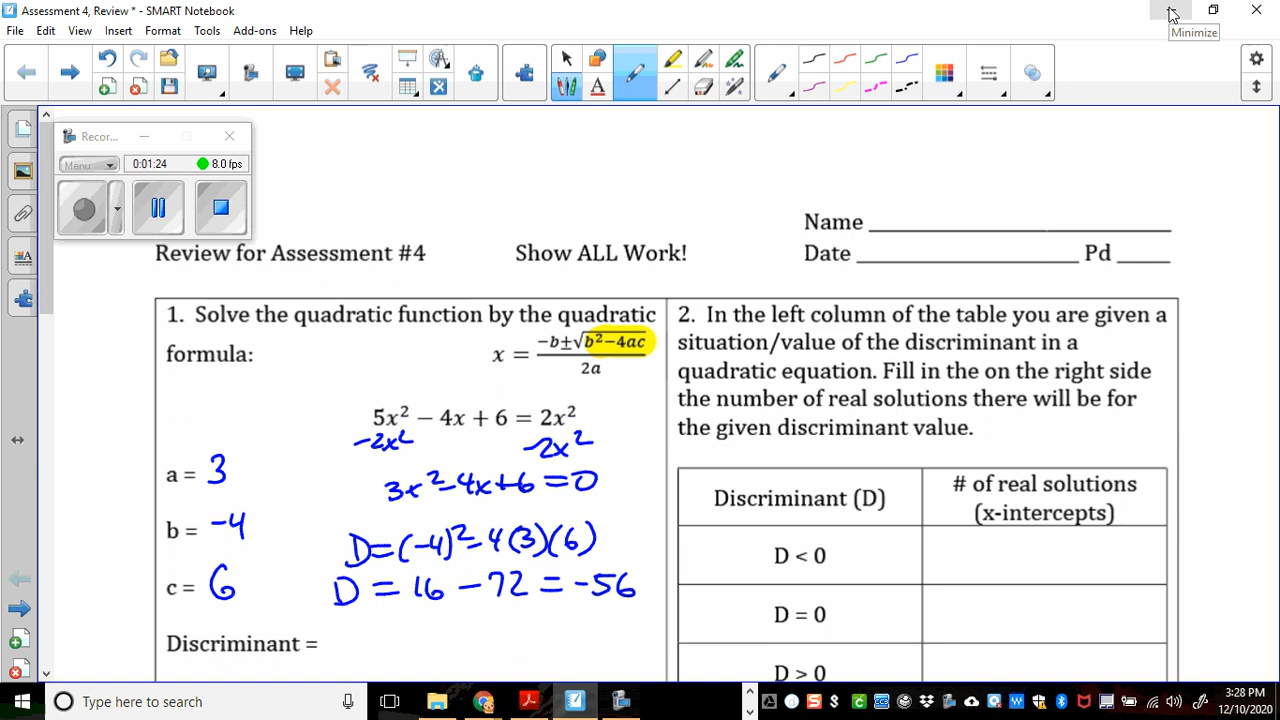 Assessment 4, Review * - SMART Notebook
Minimize
File Edit View Insert Format Tools Add-ons Help
Recor...
Menu 0:01:24 8.0 fps
Name
Review for Assessment #4 Show ALL Work! Date Pd
1. Solve the quadratic function by the quadratic
formula: x = −b±√b²−4ac / 2a
5x² − 4x + 6 = 2x²
-2x² -2x²
a = 3
3x²-4x+6=0
b = -4
D=(-4)²-4(3)(6)
c = 6
D = 16 - 72 = -56
Discriminant =
2. In the left column of the table you are given a
situation/value of the discriminant in a
quadratic equation. Fill in the on the right side
the number of real solutions there will be for
the given discriminant value.
Discriminant (D) # of real solutions
(x-intercepts)
D < 0
D = 0
D > 0
Type here to search
3:28 PM
12/10/2020